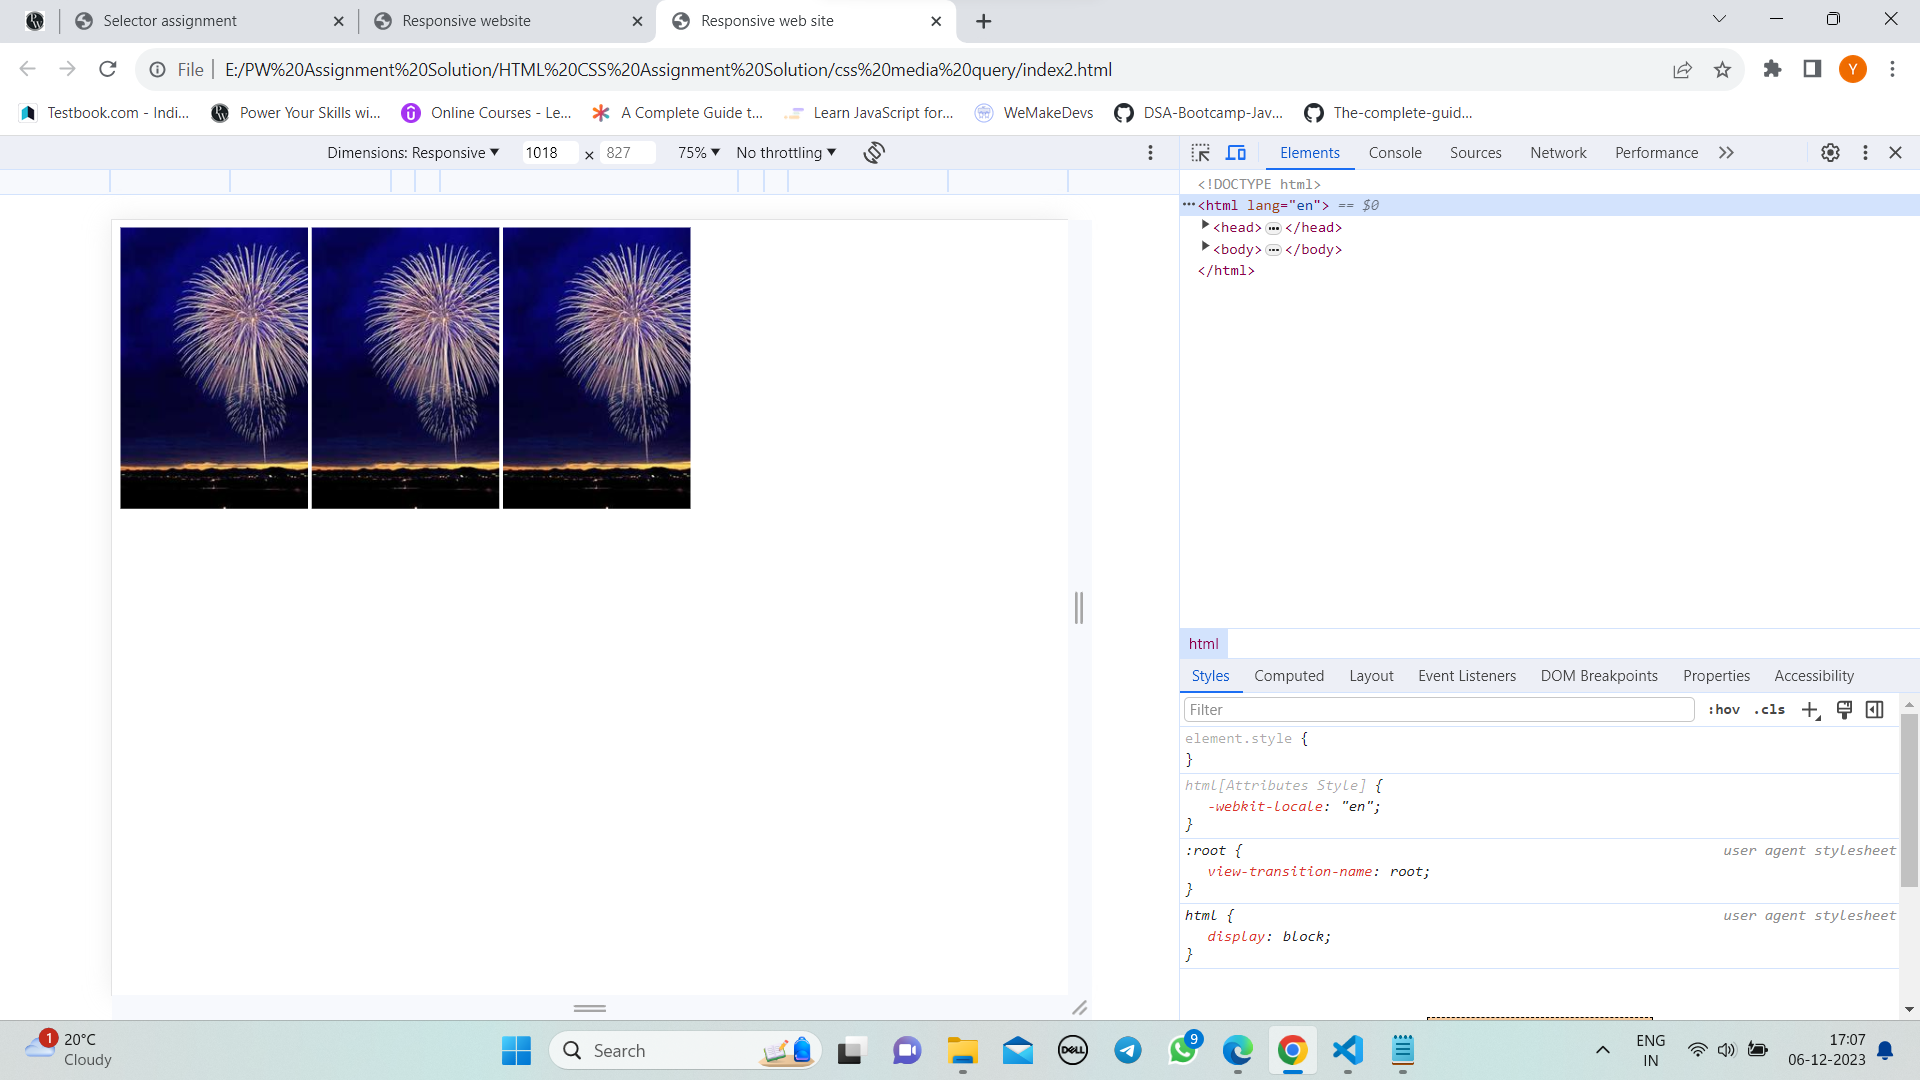 Selector assignment
Responsive website
Responsive web site
File
E:/PW%20Assignment%20Solution/HTML%20CSS%20Assignment%20Solution/css%20media%20query/index2.html
Y
Testbook.com - Indi...
Power Your Skills wi...
Online Courses - Le...
A Complete Guide t...
Learn JavaScript for...
WeMakeDevs
DSA-Bootcamp-Jav...
The-complete-guid...
Dimensions: Responsive ▼ 1018 × 827 75% ▼ No throttling ▼
Elements Console Sources Network Performance
<!DOCTYPE html>
<html lang="en"> == $0
<head> ••• </head>
<body> ••• </body>
</html>
html
Styles Computed Layout Event Listeners DOM Breakpoints Properties Accessibility
Filter :hov .cls
element.style {
}
html[Attributes Style] {
-webkit-locale: "en";
}
:root { user agent stylesheet
view-transition-name: root;
}
html { user agent stylesheet
display: block;
}
1
20°C
Cloudy
Search
DELL
9
ENG
IN
17:07
06-12-2023